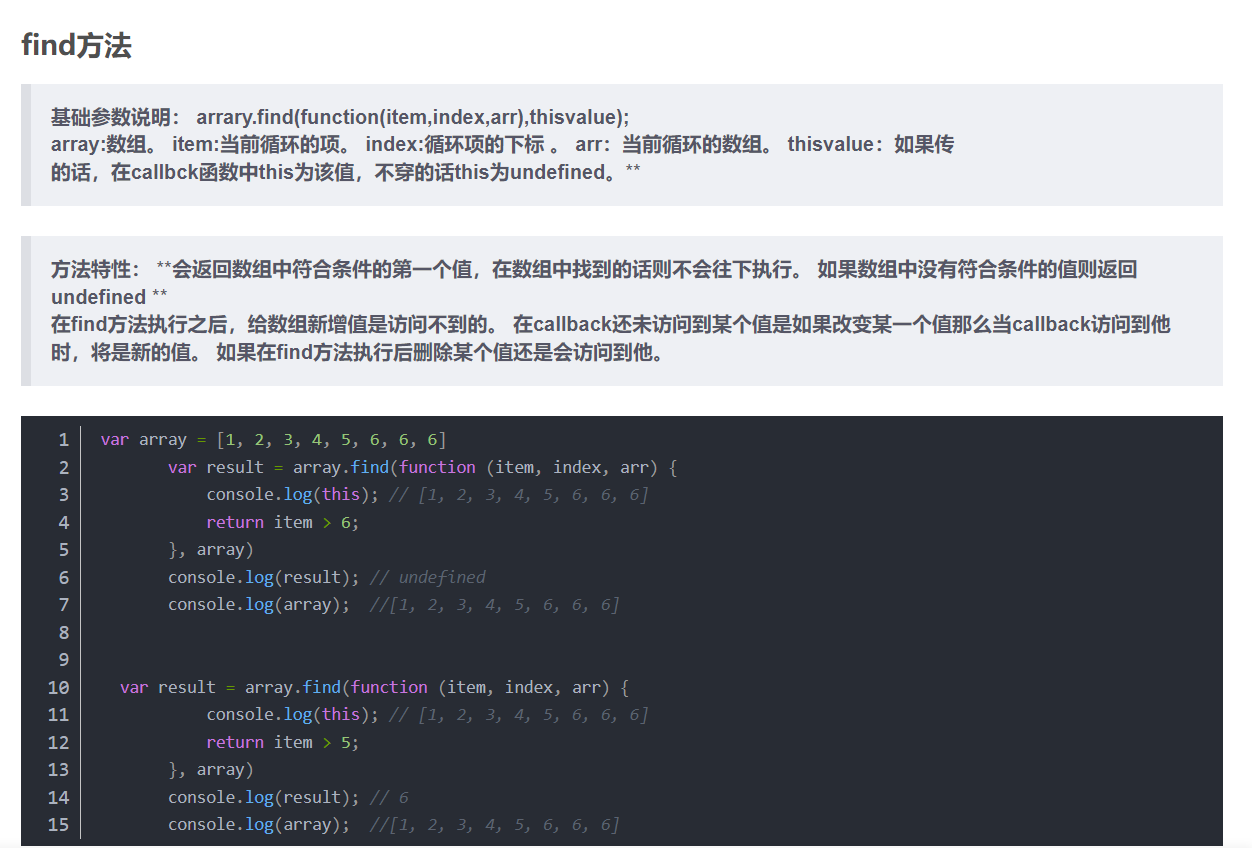 find方法
基础参数说明： arrary.find(function(item,index,arr),thisvalue);
array:数组。 item:当前循环的项。 index:循环项的下标 。 arr：当前循环的数组。 thisvalue：如果传
的话，在callbck函数中this为该值，不穿的话this为undefined。**
方法特性： **会返回数组中符合条件的第一个值，在数组中找到的话则不会往下执行。 如果数组中没有符合条件的值则返回
undefined **
在find方法执行之后，给数组新增值是访问不到的。 在callback还未访问到某个值是如果改变某一个值那么当callback访问到他
时，将是新的值。 如果在find方法执行后删除某个值还是会访问到他。
1 var array = [1, 2, 3, 4, 5, 6, 6, 6]
2 var result = array.find(function (item, index, arr) {
3 console.log(this); // [1, 2, 3, 4, 5, 6, 6, 6]
4 return item > 6;
5 }, array)
6 console.log(result); // undefined
7 console.log(array); //[1, 2, 3, 4, 5, 6, 6, 6]
8
9
10 var result = array.find(function (item, index, arr) {
11 console.log(this); // [1, 2, 3, 4, 5, 6, 6, 6]
12 return item > 5;
13 }, array)
14 console.log(result); // 6
15 console.log(array); //[1, 2, 3, 4, 5, 6, 6, 6]